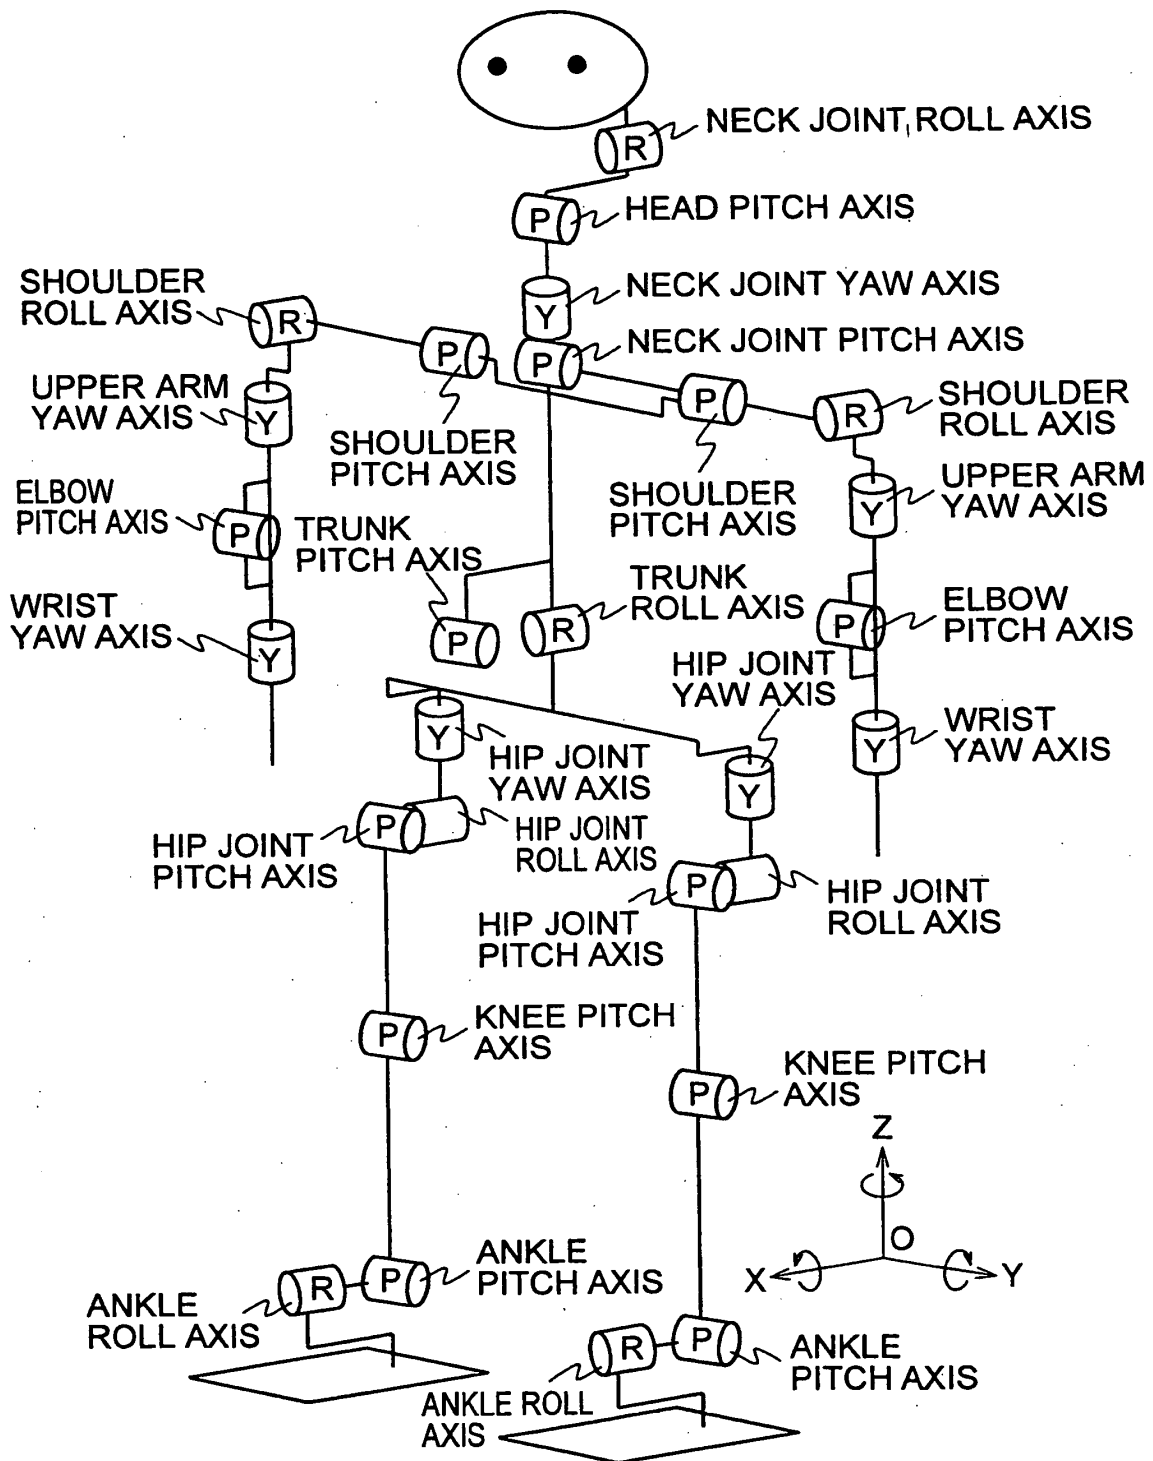 NECK JOINT ROLL AXIS
R
P
HEAD PITCH AXIS
SHOULDER
ROLL AXIS
R
Y
NECK JOINT YAW AXIS
P
P
NECK JOINT PITCH AXIS
UPPER ARM
YAW AXIS
Y
SHOULDER
PITCH AXIS
P
R
SHOULDER
ROLL AXIS
SHOULDER
PITCH AXIS
UPPER ARM
YAW AXIS
Y
ELBOW
PITCH AXIS
P
TRUNK
PITCH AXIS
P
R
TRUNK
ROLL AXIS
P
ELBOW
PITCH AXIS
WRIST
YAW AXIS
Y
HIP JOINT
YAW AXIS
Y
WRIST
YAW AXIS
Y
HIP JOINT
YAW AXIS
Y
P
HIP JOINT
ROLL AXIS
HIP JOINT
PITCH AXIS
P
HIP JOINT
ROLL AXIS
HIP JOINT
PITCH AXIS
P
KNEE PITCH
AXIS
P
KNEE PITCH
AXIS
Z
O
X
Y
R
P
ANKLE
PITCH AXIS
ANKLE
ROLL AXIS
R
P
ANKLE
PITCH AXIS
ANKLE ROLL
AXIS